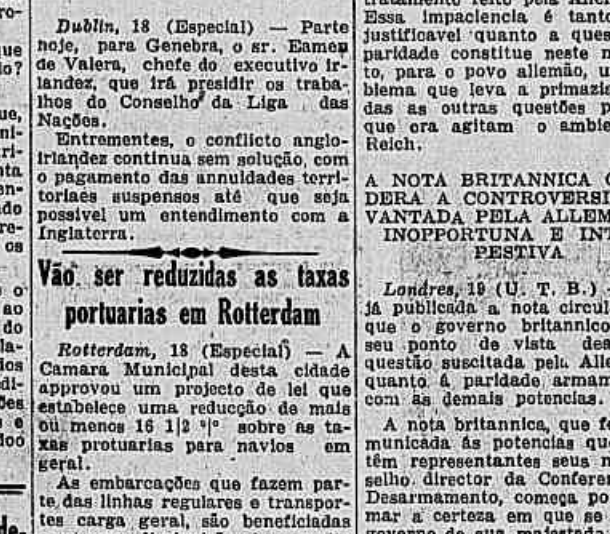 Dublin, 18 (Especial) — Parte
hoje, para Genebra, o sr. Eamen
de Valera, chefe do executivo ir-
landez, que irá presidir os traba-
lhos do Conselho da Liga das
Nações.
Entrementes, o conflicto anglo-
irlandez continua sem solução, com
o pagamento das annuidades terri-
toriaes suspensos até que seja
possivel um entendimento com a
Inglaterra.
Vão ser reduzidas as taxas
portuarias em Rotterdam
Rotterdam, 18 (Especial) — A
Camara Municipal desta cidade
approvou um projecto de lei que
estabelece uma reducção de mais
ou menos 16 1|2 °|° sobre as ta-
xas protuarias para navios em
geral.
As embarcações que fazem par-
te das linhas regulares e transpor-
tes carga geral, são beneficiadas
Essa impaciencia é tant
justificavel quanto a ques
paridade constitue neste m
to, para o povo allemão, u
blema que leva a primazia
das as outras questões p
que ora agitam o ambie
Reich.
A NOTA BRITANNICA C
DERA A CONTROVERSI
VANTADA PELA ALLEM
INOPPORTUNA E INT
PESTIVA
Londres, 19 (U. T. B.) -
já publicada a nota circul
que o governo britannico
seu ponto de vista des
questão suscitada pela Alle
quanto á paridade arman
com as demais potencias.
A nota britannica, que f
municada ás potencias qu
têm representantes seus n
selho director da Conferen
Desarmamento, começa po
mar a certeza em que se